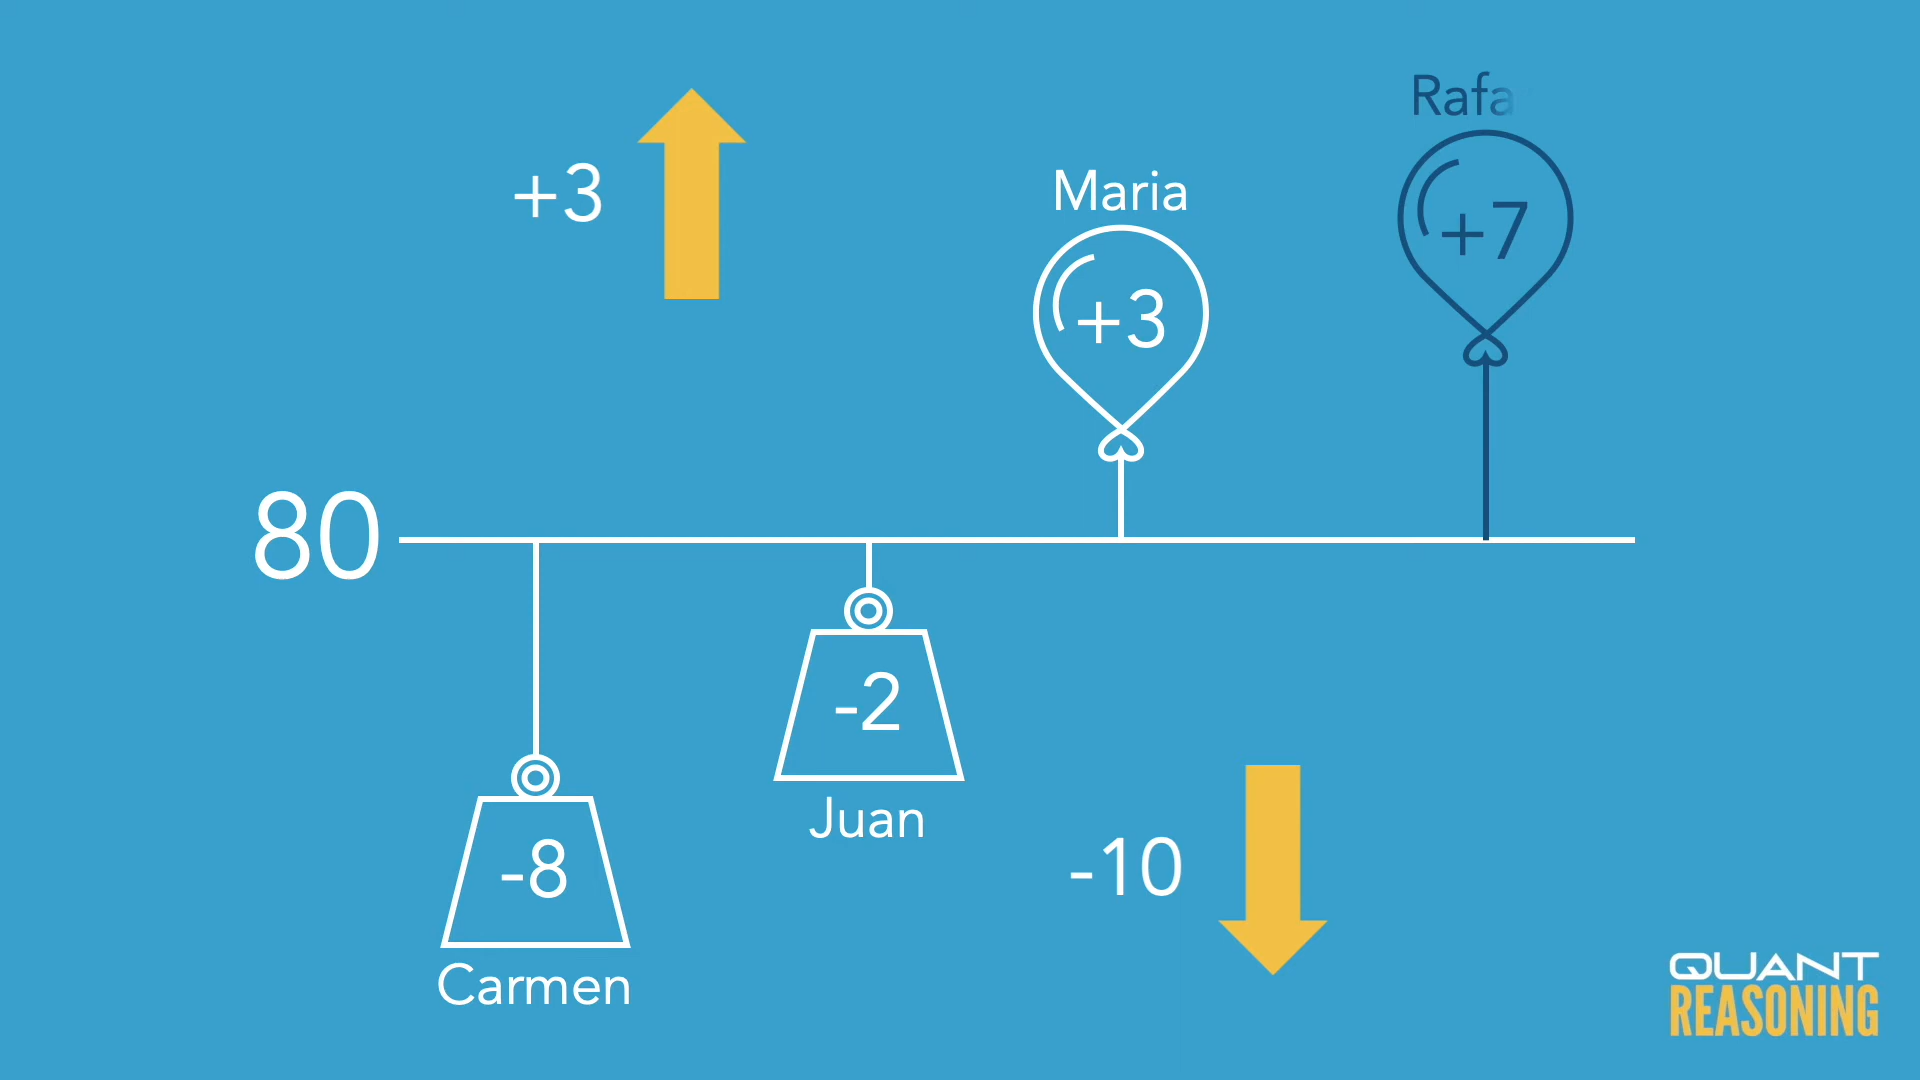 +3
Maria
+3
Rafa
+7
80
-8
Carmen
-2
Juan
-10
QUANT
REASONING